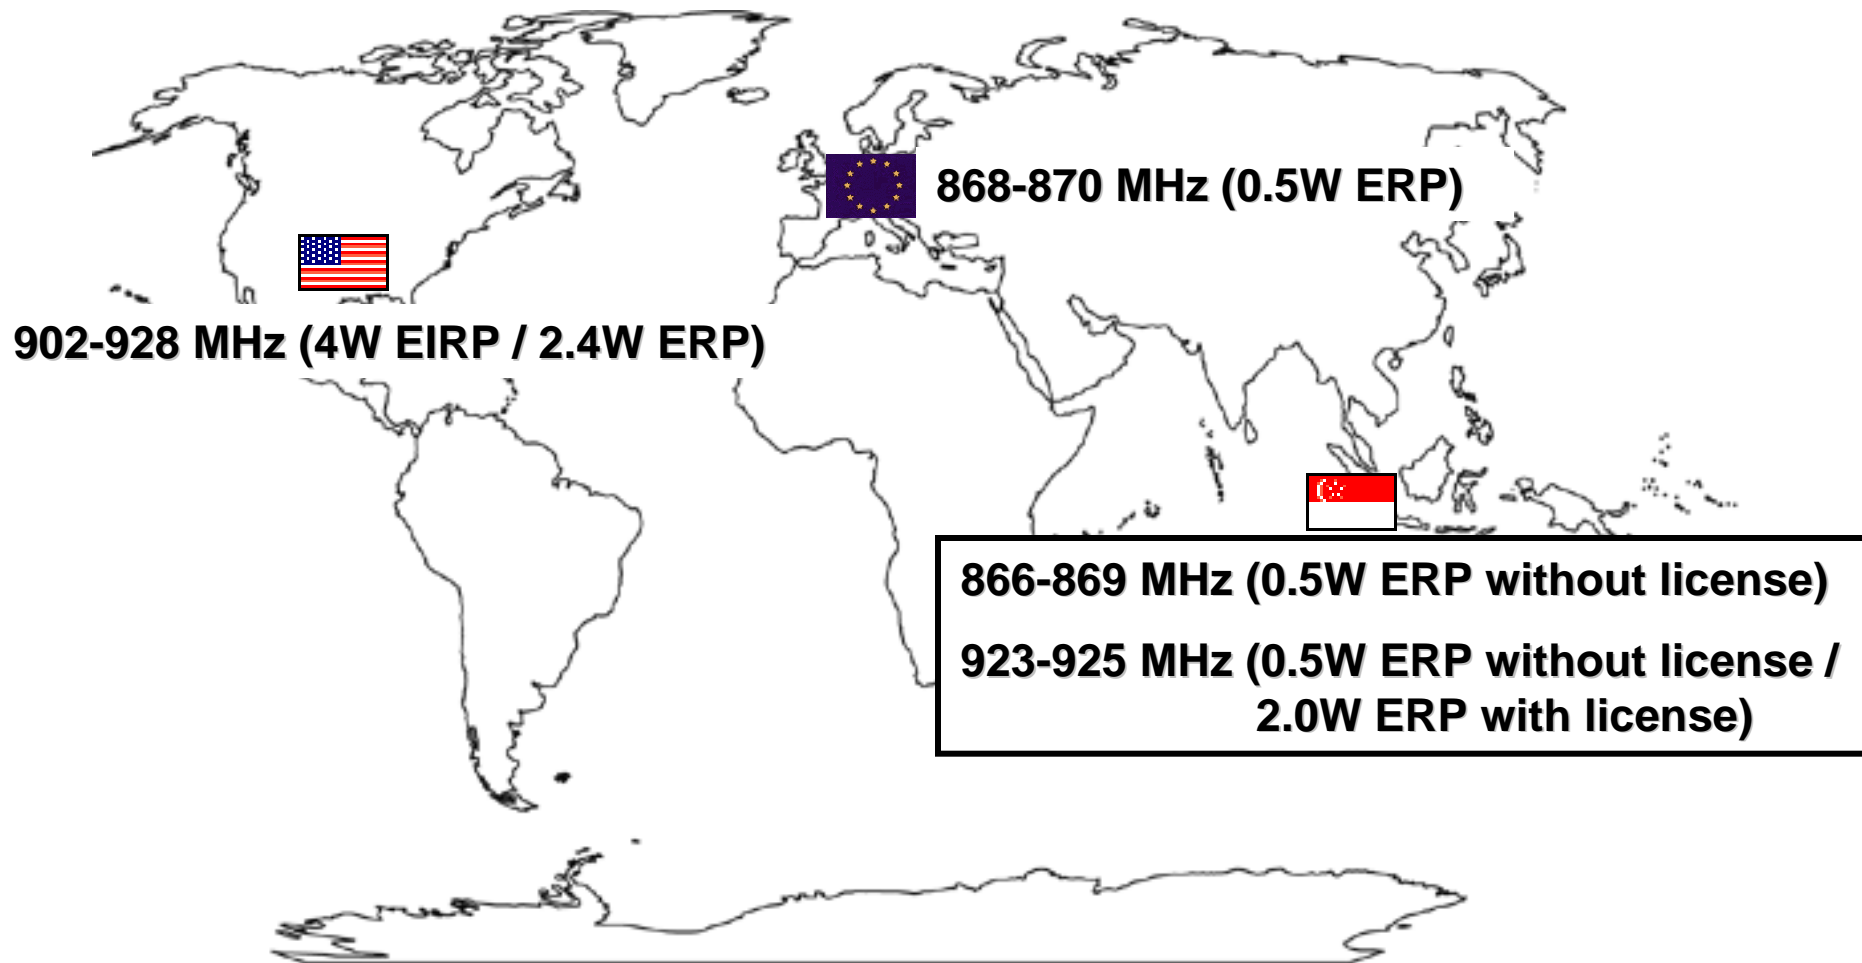 868-870 MHz (0.5W ERP)
902-928 MHz (4W EIRP / 2.4W ERP)
866-869 MHz (0.5W ERP without license)
923-925 MHz (0.5W ERP without license /
2.0W ERP with license)